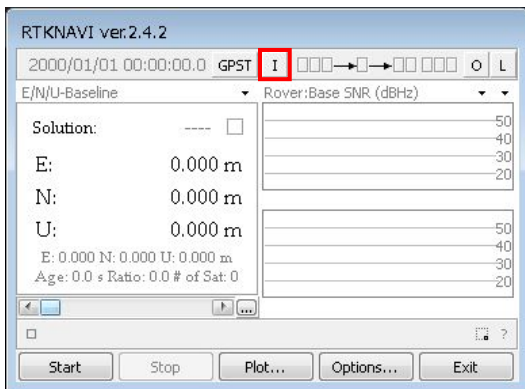 RTKNAVI ver.2.4.2
2000/01/01 00:00:00.0 GPST I O L
E/N/U-Baseline Rover:Base SNR (dBHz)
Solution: ----
E: 0.000 m
N: 0.000 m
U: 0.000 m
E: 0.000 N: 0.000 U: 0.000 m
Age: 0.0 s Ratio: 0.0 # of Sat: 0
50
40
30
20
50
40
30
20
...
?
Start Stop Plot... Options... Exit